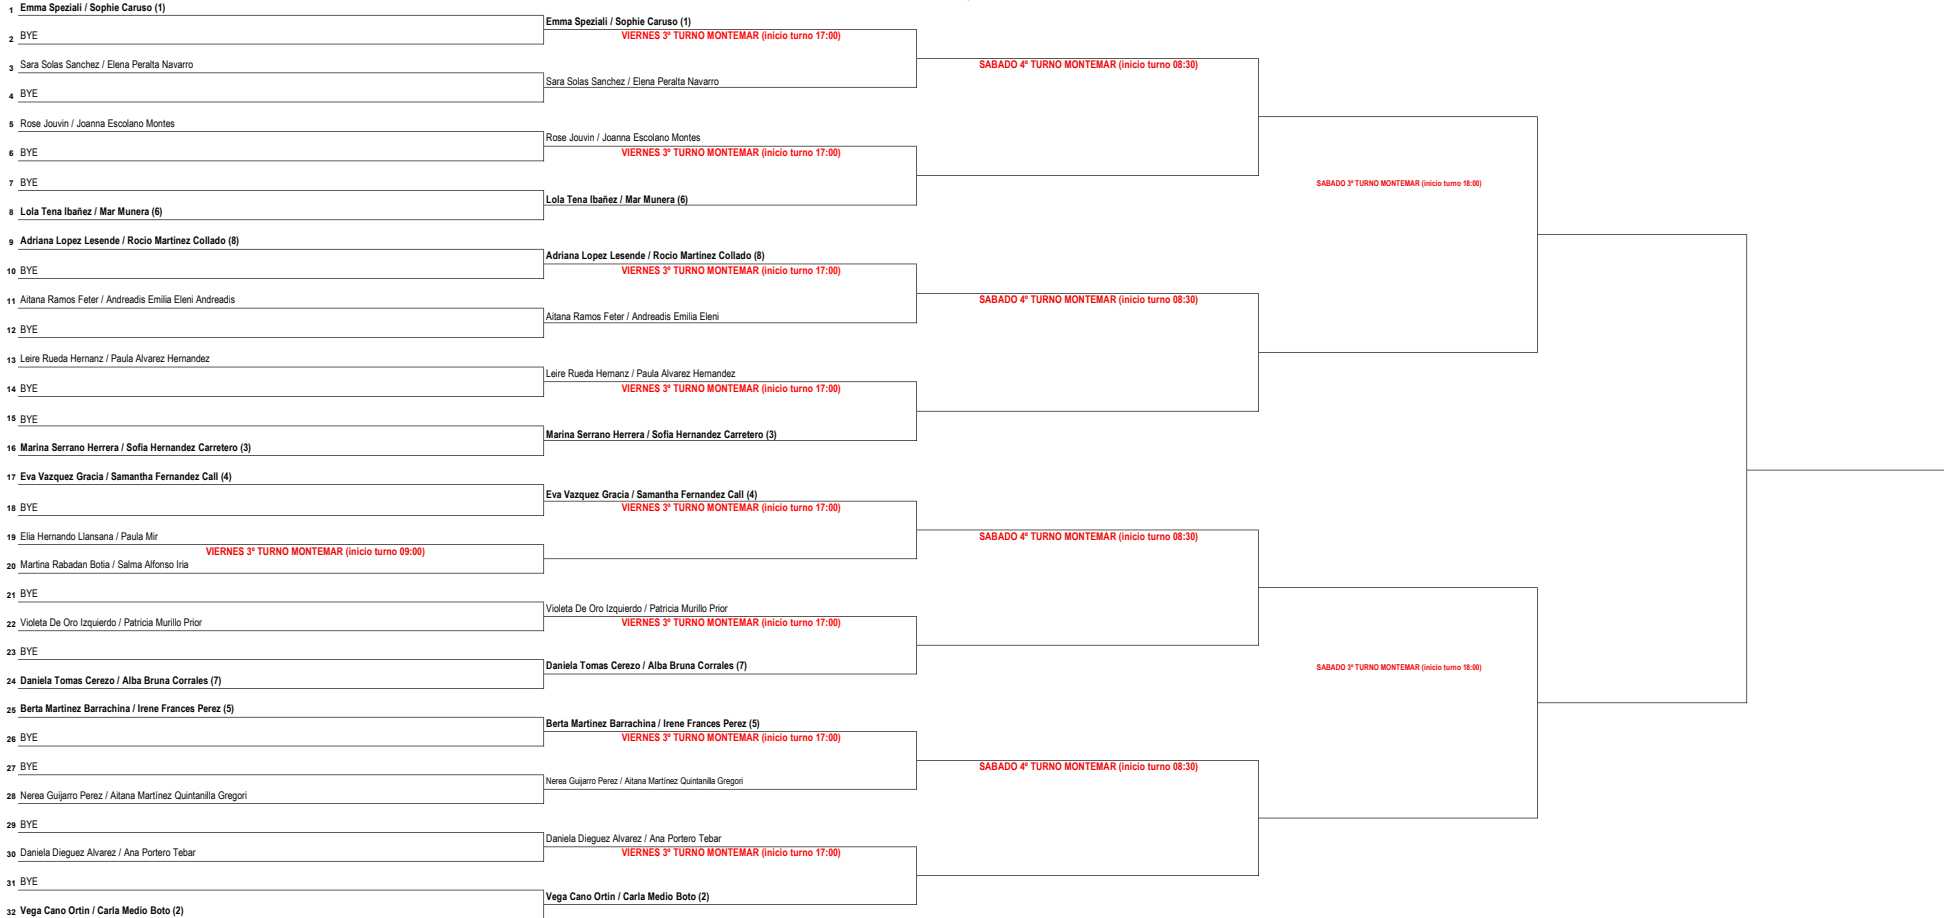 1 Emma Speziali / Sophie Caruso (1)
Emma Speziali / Sophie Caruso (1)
2 BYE
VIERNES 3º TURNO MONTEMAR (inicio turno 17:00)
3 Sara Solas Sanchez / Elena Peralta Navarro
SABADO 4º TURNO MONTEMAR (inicio turno 08:30)
Sara Solas Sanchez / Elena Peralta Navarro
4 BYE
5 Rose Jouvin / Joanna Escolano Montes
Rose Jouvin / Joanna Escolano Montes
6 BYE
VIERNES 3º TURNO MONTEMAR (inicio turno 17:00)
7 BYE
SABADO 3º TURNO MONTEMAR (inicio turno 18:00)
Lola Tena Ibañez / Mar Munera (6)
8 Lola Tena Ibañez / Mar Munera (6)
9 Adriana Lopez Lesende / Rocio Martinez Collado (8)
Adriana Lopez Lesende / Rocio Martinez Collado (8)
10 BYE
VIERNES 3º TURNO MONTEMAR (inicio turno 17:00)
11 Aitana Ramos Feter / Andreadis Emilia Eleni Andreadis
SABADO 4º TURNO MONTEMAR (inicio turno 08:30)
Aitana Ramos Feter / Andreadis Emilia Eleni
12 BYE
13 Leire Rueda Hernanz / Paula Alvarez Hernandez
Leire Rueda Hernanz / Paula Alvarez Hernandez
14 BYE
VIERNES 3º TURNO MONTEMAR (inicio turno 17:00)
15 BYE
Marina Serrano Herrera / Sofia Hernandez Carretero (3)
16 Marina Serrano Herrera / Sofia Hernandez Carretero (3)
17 Eva Vazquez Gracia / Samantha Fernandez Call (4)
Eva Vazquez Gracia / Samantha Fernandez Call (4)
18 BYE
VIERNES 3º TURNO MONTEMAR (inicio turno 17:00)
19 Elia Hernando Llansana / Paula Mir
SABADO 4º TURNO MONTEMAR (inicio turno 08:30)
VIERNES 3º TURNO MONTEMAR (inicio turno 09:00)
20 Martina Rabadan Botia / Salma Alfonso Iria
21 BYE
Violeta De Oro Izquierdo / Patricia Murillo Prior
22 Violeta De Oro Izquierdo / Patricia Murillo Prior
VIERNES 3º TURNO MONTEMAR (inicio turno 17:00)
23 BYE
Daniela Tomas Cerezo / Alba Bruna Corrales (7)
SABADO 3º TURNO MONTEMAR (inicio turno 18:00)
24 Daniela Tomas Cerezo / Alba Bruna Corrales (7)
25 Berta Martinez Barrachina / Irene Frances Perez (5)
Berta Martinez Barrachina / Irene Frances Perez (5)
26 BYE
VIERNES 3º TURNO MONTEMAR (inicio turno 17:00)
27 BYE
SABADO 4º TURNO MONTEMAR (inicio turno 08:30)
Nerea Guijarro Perez / Aitana Martínez Quintanilla Gregori
28 Nerea Guijarro Perez / Aitana Martínez Quintanilla Gregori
29 BYE
Daniela Dieguez Alvarez / Ana Portero Tebar
30 Daniela Dieguez Alvarez / Ana Portero Tebar
VIERNES 3º TURNO MONTEMAR (inicio turno 17:00)
31 BYE
Vega Cano Ortin / Carla Medio Boto (2)
32 Vega Cano Ortin / Carla Medio Boto (2)